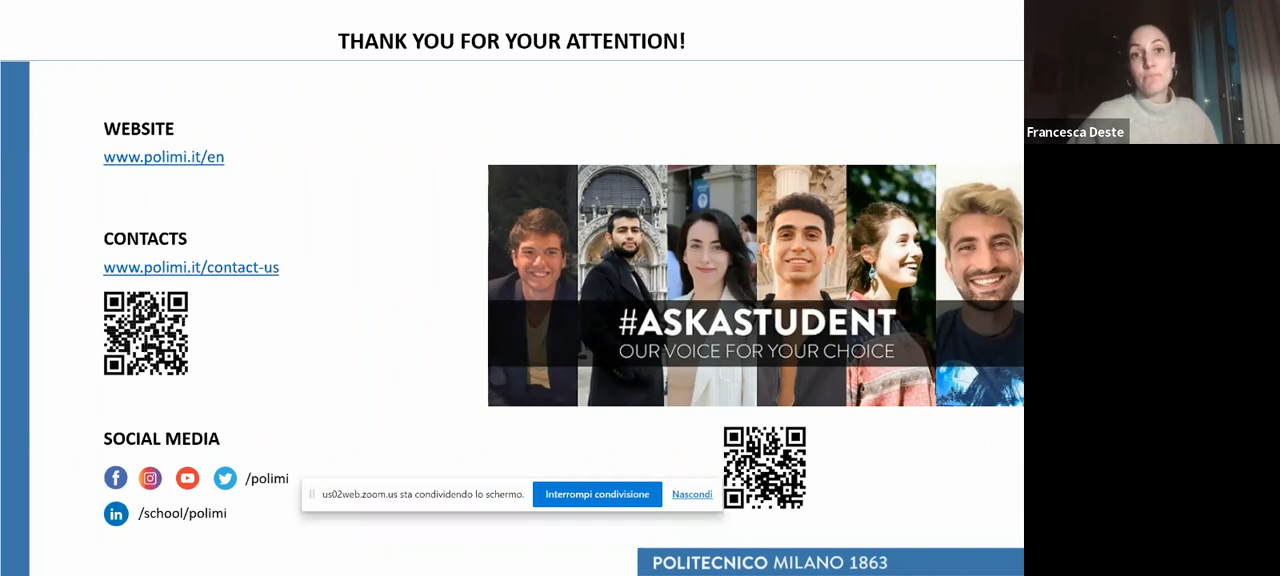 THANK YOU FOR YOUR ATTENTION!
Francesca Deste
WEBSITE
www.polimi.it/en
CONTACTS
www.polimi.it/contact-us
#ASKASTUDENT
OUR VOICE FOR YOUR CHOICE
SOCIAL MEDIA
/polimi
us02web.zoom.us sta condividendo lo schermo.
Interrompi condivisione
Nascondi
/school/polimi
POLITECNICO MILANO 1863